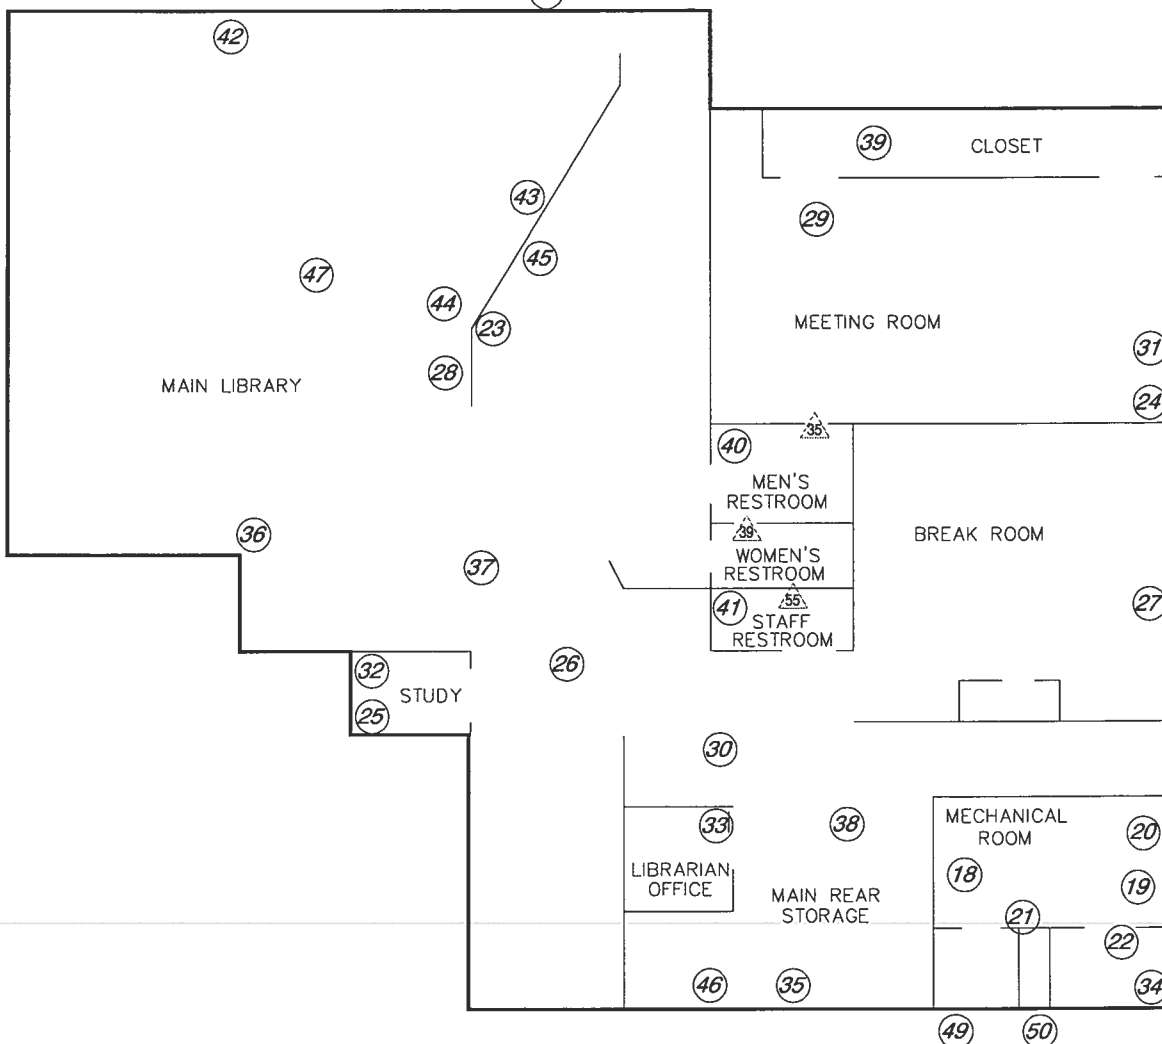 42
39
CLOSET
43
29
45
47
44
23
MEETING ROOM
31
28
MAIN LIBRARY
24
35
40
MEN'S
RESTROOM
36
39
BREAK ROOM
WOMEN'S
RESTROOM
37
55
41
27
STAFF
RESTROOM
26
32
STUDY
25
30
33
38
MECHANICAL
ROOM
20
LIBRARIAN
OFFICE
18
19
MAIN REAR
STORAGE
21
22
46
35
34
49
50